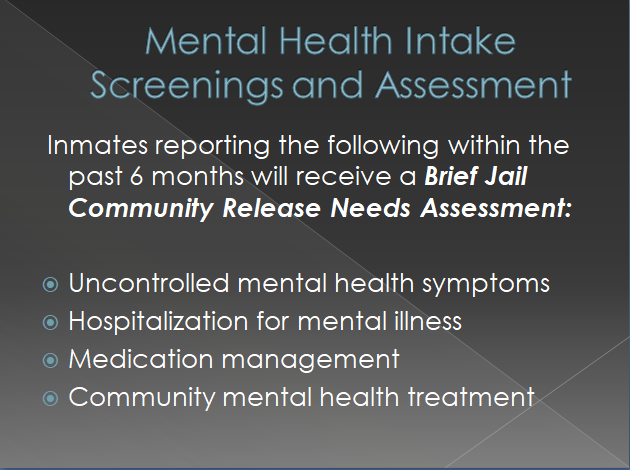 Mental Health Intake
Screenings and Assessment
Inmates reporting the following within the
past 6 months will receive a Brief Jail
Community Release Needs Assessment:
Uncontrolled mental health symptoms
Hospitalization for mental illness
Medication management
Community mental health treatment